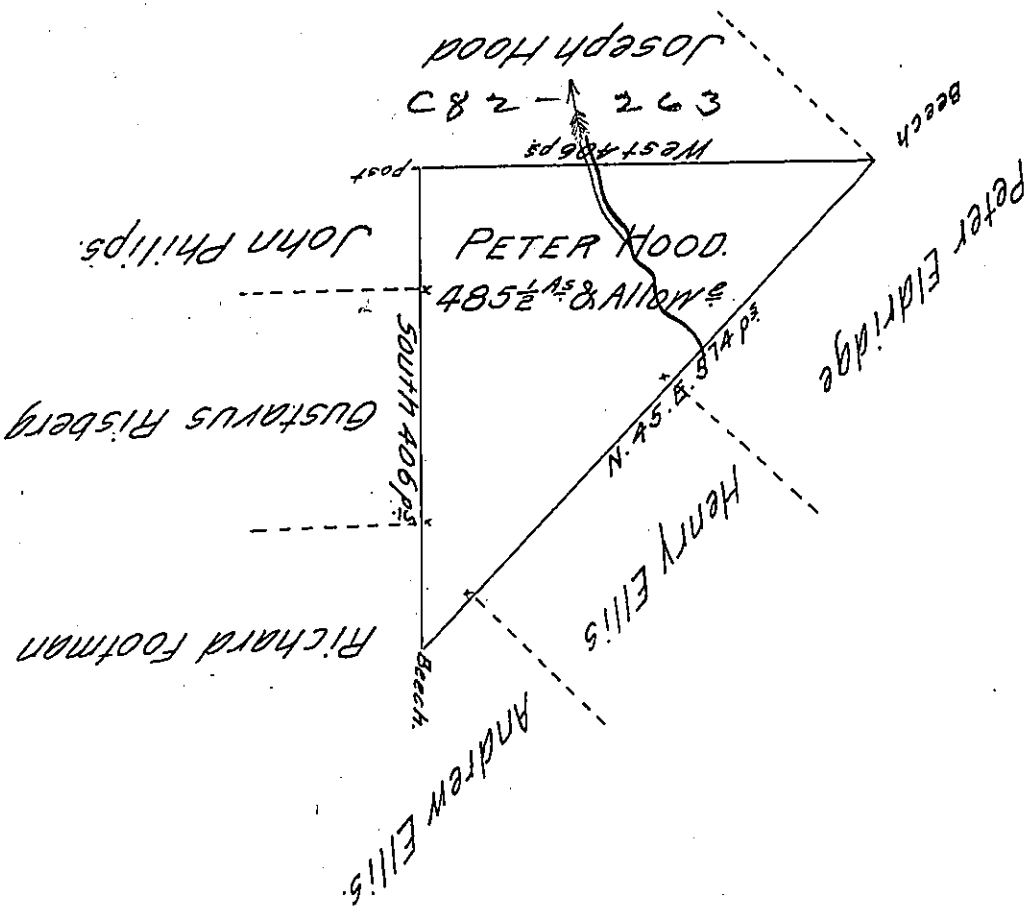 Joseph Hood
C82-263
West 406 ps
post
Beech
PETER HOOD.
485½ As & Allowe
John Philips.
Peter Eldridge
South 406 ps
N. 45. E. 574 ps
Gustavus Risberg
Henry Ellis
Richard Footman
Beech.
Andrew Ellis.